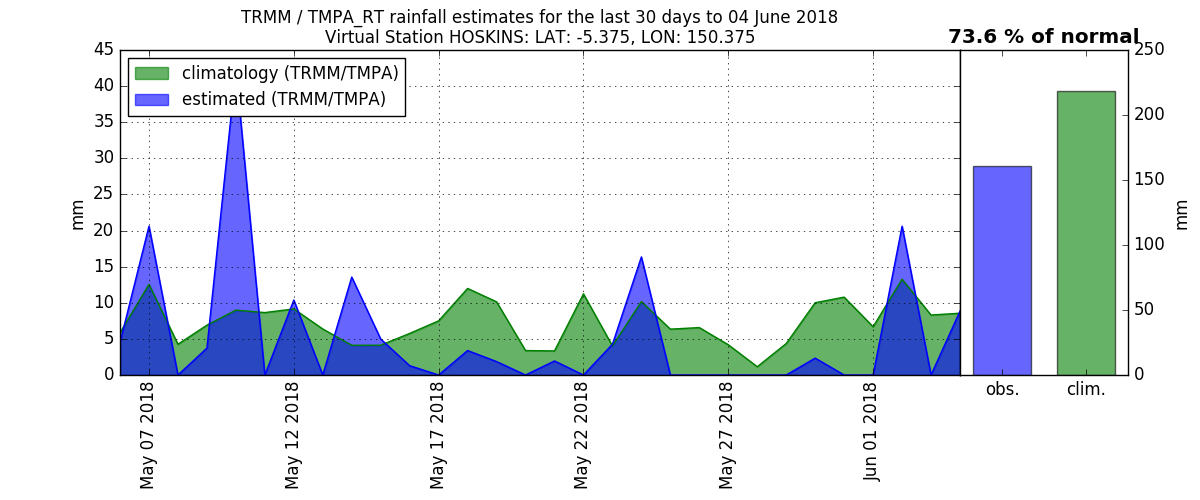 TRMM / TMPA_RT rainfall estimates for the last 30 days to 04 June 2018
Virtual Station HOSKINS: LAT: -5.375, LON: 150.375
73.6 % of normal
climatology (TRMM/TMPA)
estimated (TRMM/TMPA)
45
40
35
30
25
20
15
10
5
0
mm
May 07 2018
May 12 2018
May 17 2018
May 22 2018
May 27 2018
Jun 01 2018
250
200
150
100
50
0
mm
obs.
clim.